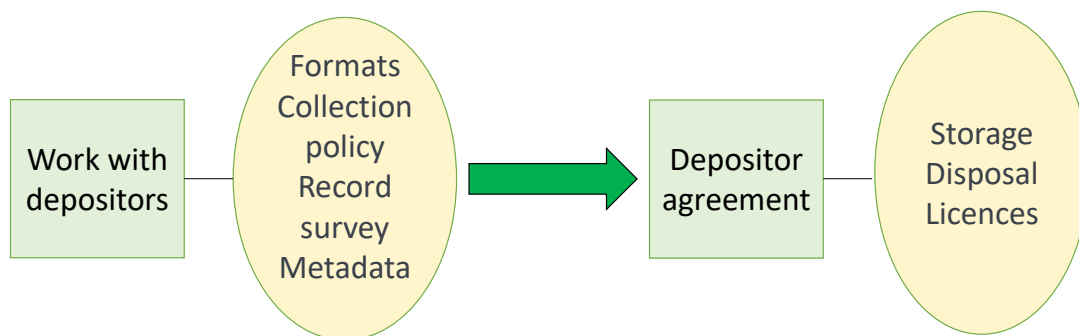 Work with
depositors
Formats
Collection
policy
Record
survey
Metadata
Depositor
agreement
Storage
Disposal
Licences